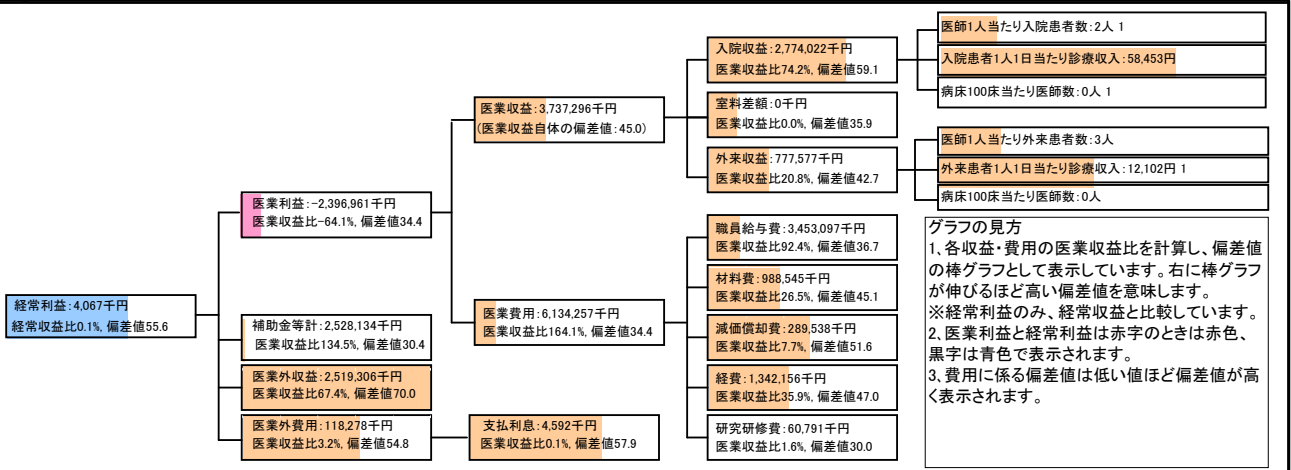 経常利益:4,067千円
経常収益比0.1%, 偏差値55.6
医業利益:-2,396,961千円
医業収益比-64.1%, 偏差値34.4
補助金等計:2,528,134千円
医業収益比134.5%, 偏差値30.4
医業外収益:2,519,306千円
医業収益比67.4%, 偏差値70.0
医業外費用:118,278千円
医業収益比3.2%, 偏差値54.8
医業収益:3,737,296千円
(医業収益自体の偏差値:45.0)
医業費用:6,134,257千円
医業収益比164.1%, 偏差値34.4
支払利息:4,592千円
医業収益比0.1%, 偏差値57.9
入院収益:2,774,022千円
医業収益比74.2%, 偏差値59.1
室料差額:0千円
医業収益比0.0%, 偏差値35.9
外来収益:777,577千円
医業収益比20.8%, 偏差値42.7
職員給与費:3,453,097千円
医業収益比92.4%, 偏差値36.7
材料費:988,545千円
医業収益比26.5%, 偏差値45.1
減価償却費:289,538千円
医業収益比7.7%, 偏差値51.6
経費:1,342,156千円
医業収益比35.9%, 偏差値47.0
研究研修費:60,791千円
医業収益比1.6%, 偏差値30.0
医師1人当たり入院患者数:2人 1
入院患者1人1日当たり診療収入:58,453円
病床100床当たり医師数:0人 1
医師1人当たり外来患者数:3人
外来患者1人1日当たり診療収入:12,102円 1
病床100床当たり医師数:0人
グラフの見方
1、各収益・費用の医業収益比を計算し、偏差値
の棒グラフとして表示しています。右に棒グラフ
が伸びるほど高い偏差値を意味します。
※経常利益のみ、経常収益と比較しています。
2、医業利益と経常利益は赤字のときは赤色、
黒字は青色で表示されます。
3、費用に係る偏差値は低い値ほど偏差値が高
く表示されます。